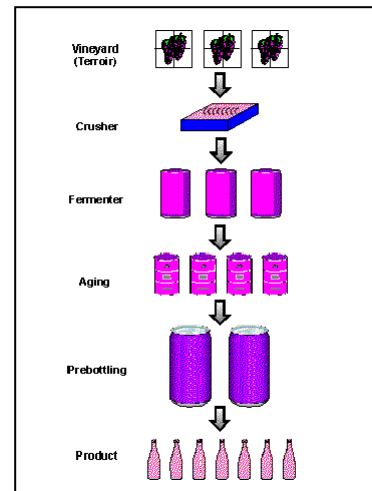 Vineyard
(Terroir)
Crusher
Fermenter
Aging
Prebottling
Product